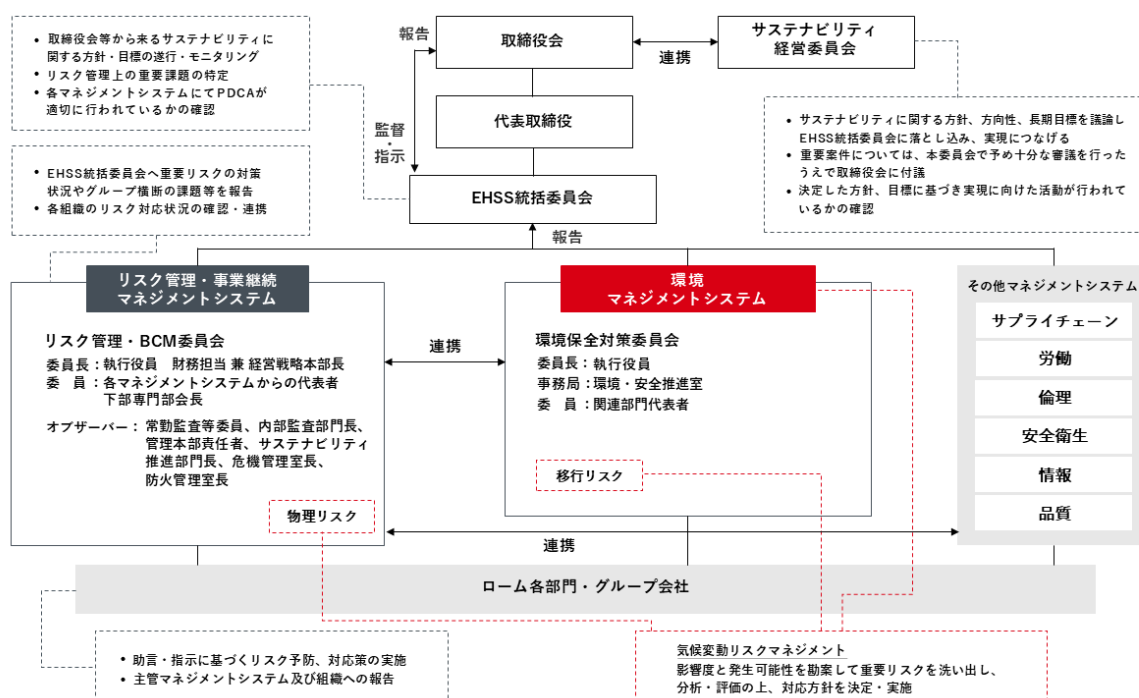 ・取締役会等から来るサステナビリティに
関する方針・目標の遂行・モニタリング
・リスク管理上の重要課題の特定
・各マネジメントシステムにてPDCAが
適切に行われているかの確認
報告
取締役会
連携
サステナビリティ
経営委員会
代表取締役
監督
・
指示
・サステナビリティに関する方針、方向性、長期目標を議論し
EHSS統括委員会に落とし込み、実現につなげる
・重要案件については、本委員会で予め十分な審議を行った
うえで取締役会に付議
・決定した方針、目標に基づき実現に向けた活動が行われて
いるかの確認
・EHSS統括委員会へ重要リスクの対策
状況やグループ横断の課題等を報告
・各組織のリスク対応状況の確認・連携
EHSS統括委員会
報告
リスク管理・事業継続
マネジメントシステム
リスク管理・BCM委員会
委員長：執行役員　財務担当 兼 経営戦略本部長
委　員：各マネジメントシステムからの代表者
下部専門部会長
オブザーバー：常勤監査等委員、内部監査部門長、
管理本部責任者、サステナビリティ
推進部門長、危機管理室長、
防火管理室長
物理リスク
連携
環境
マネジメントシステム
環境保全対策委員会
委員長：執行役員
事務局：環境・安全推進室
委　員：関連部門代表者
移行リスク
その他マネジメントシステム
サプライチェーン
労働
倫理
安全衛生
情報
品質
連携
ローム各部門・グループ会社
・助言・指示に基づくリスク予防、対応策の実施
・主管マネジメントシステム及び組織への報告
気候変動リスクマネジメント
影響度と発生可能性を勘案して重要リスクを洗い出し、
分析・評価の上、対応方針を決定・実施